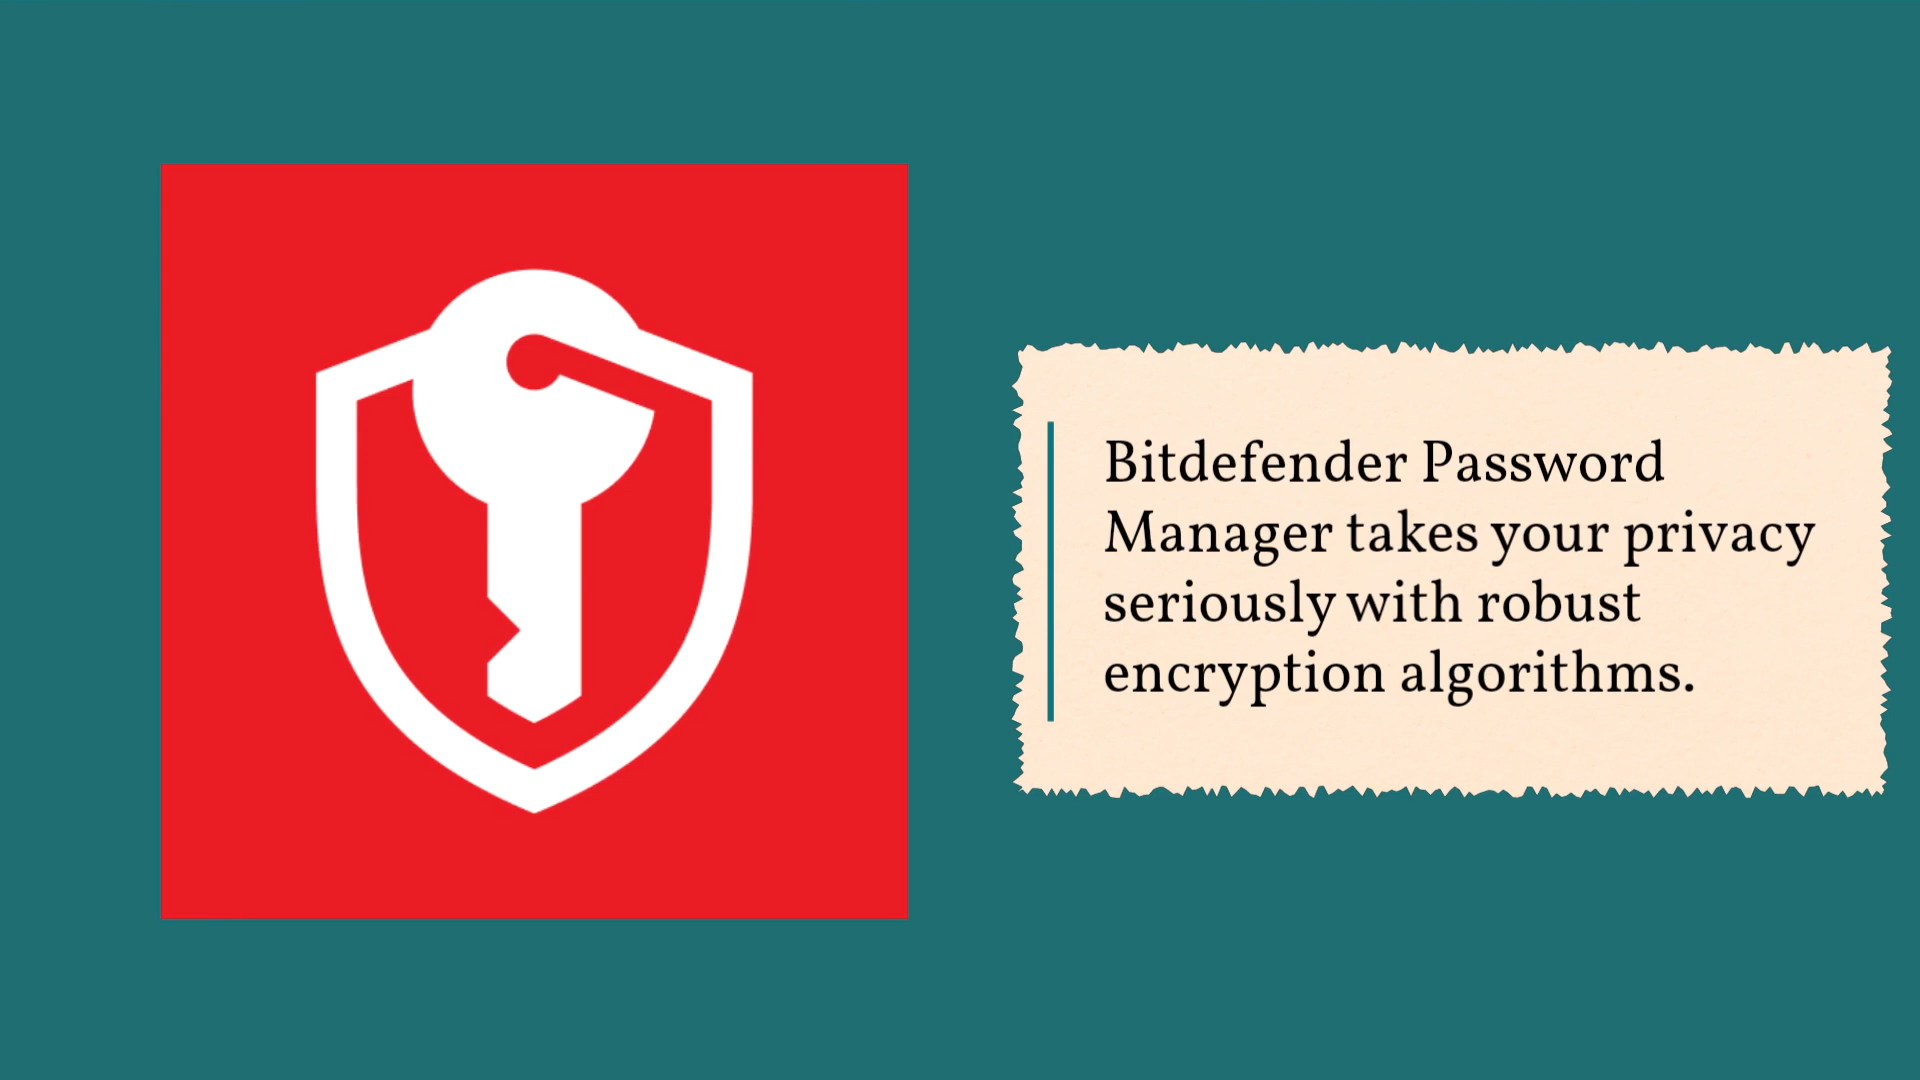 Bitdefender Password
Manager takes your privacy
seriously with robust
encryption algorithms.